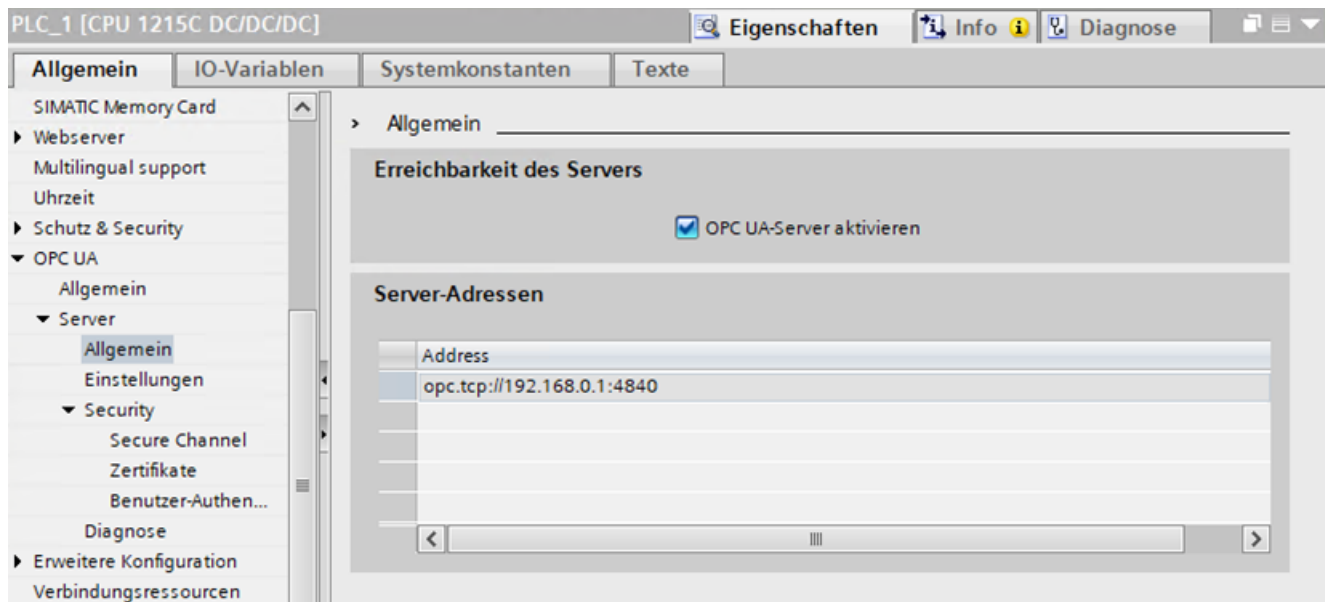 PLC_1 [CPU 1215C DC/DC/DC]
Eigenschaften
Info
Diagnose
Allgemein
IO-Variablen
Systemkonstanten
Texte
SIMATIC Memory Card
Webserver
Multilingual support
Uhrzeit
Schutz & Security
OPC UA
Allgemein
Server
Allgemein
Einstellungen
Security
Secure Channel
Zertifikate
Benutzer-Authen...
Diagnose
Erweitere Konfiguration
Verbindungsressourcen
Allgemein
Erreichbarkeit des Servers
OPC UA-Server aktivieren
Server-Adressen
Address
opc.tcp://192.168.0.1:4840